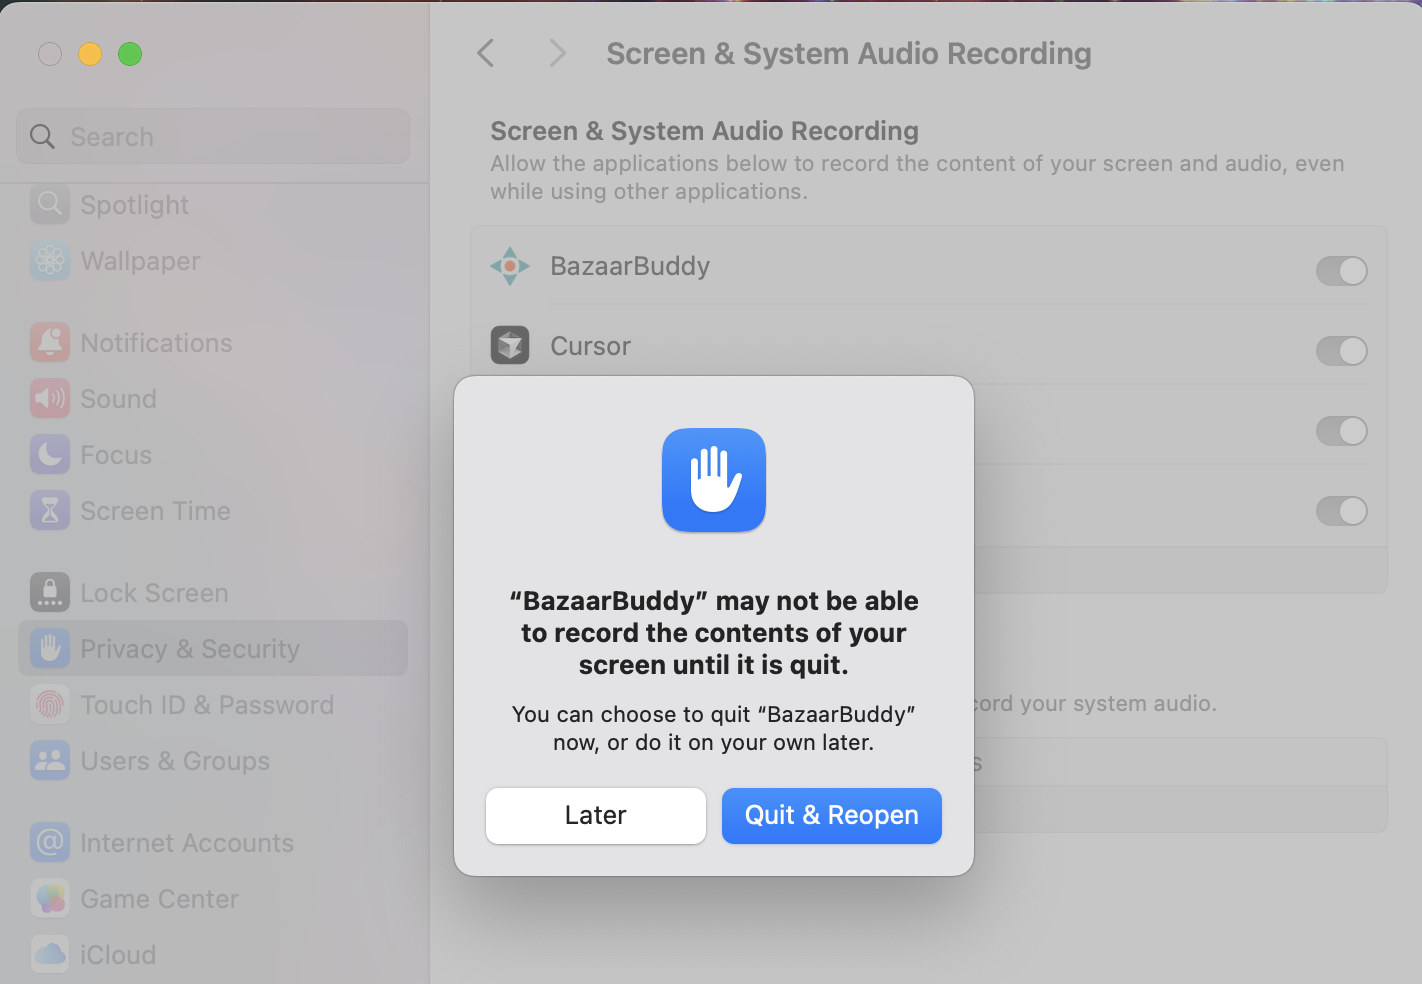 Screen & System Audio Recording
Search
Spotlight
Wallpaper
Notifications
Sound
Focus
Screen Time
Lock Screen
Privacy & Security
Touch ID & Password
Users & Groups
Internet Accounts
Game Center
iCloud
Screen & System Audio Recording
Allow the applications below to record the content of your screen and audio, even
while using other applications.
BazaarBuddy
Cursor
“BazaarBuddy” may not be able
to record the contents of your
screen until it is quit.
You can choose to quit “BazaarBuddy”
now, or do it on your own later.
Later
Quit & Reopen
cord your system audio.
s